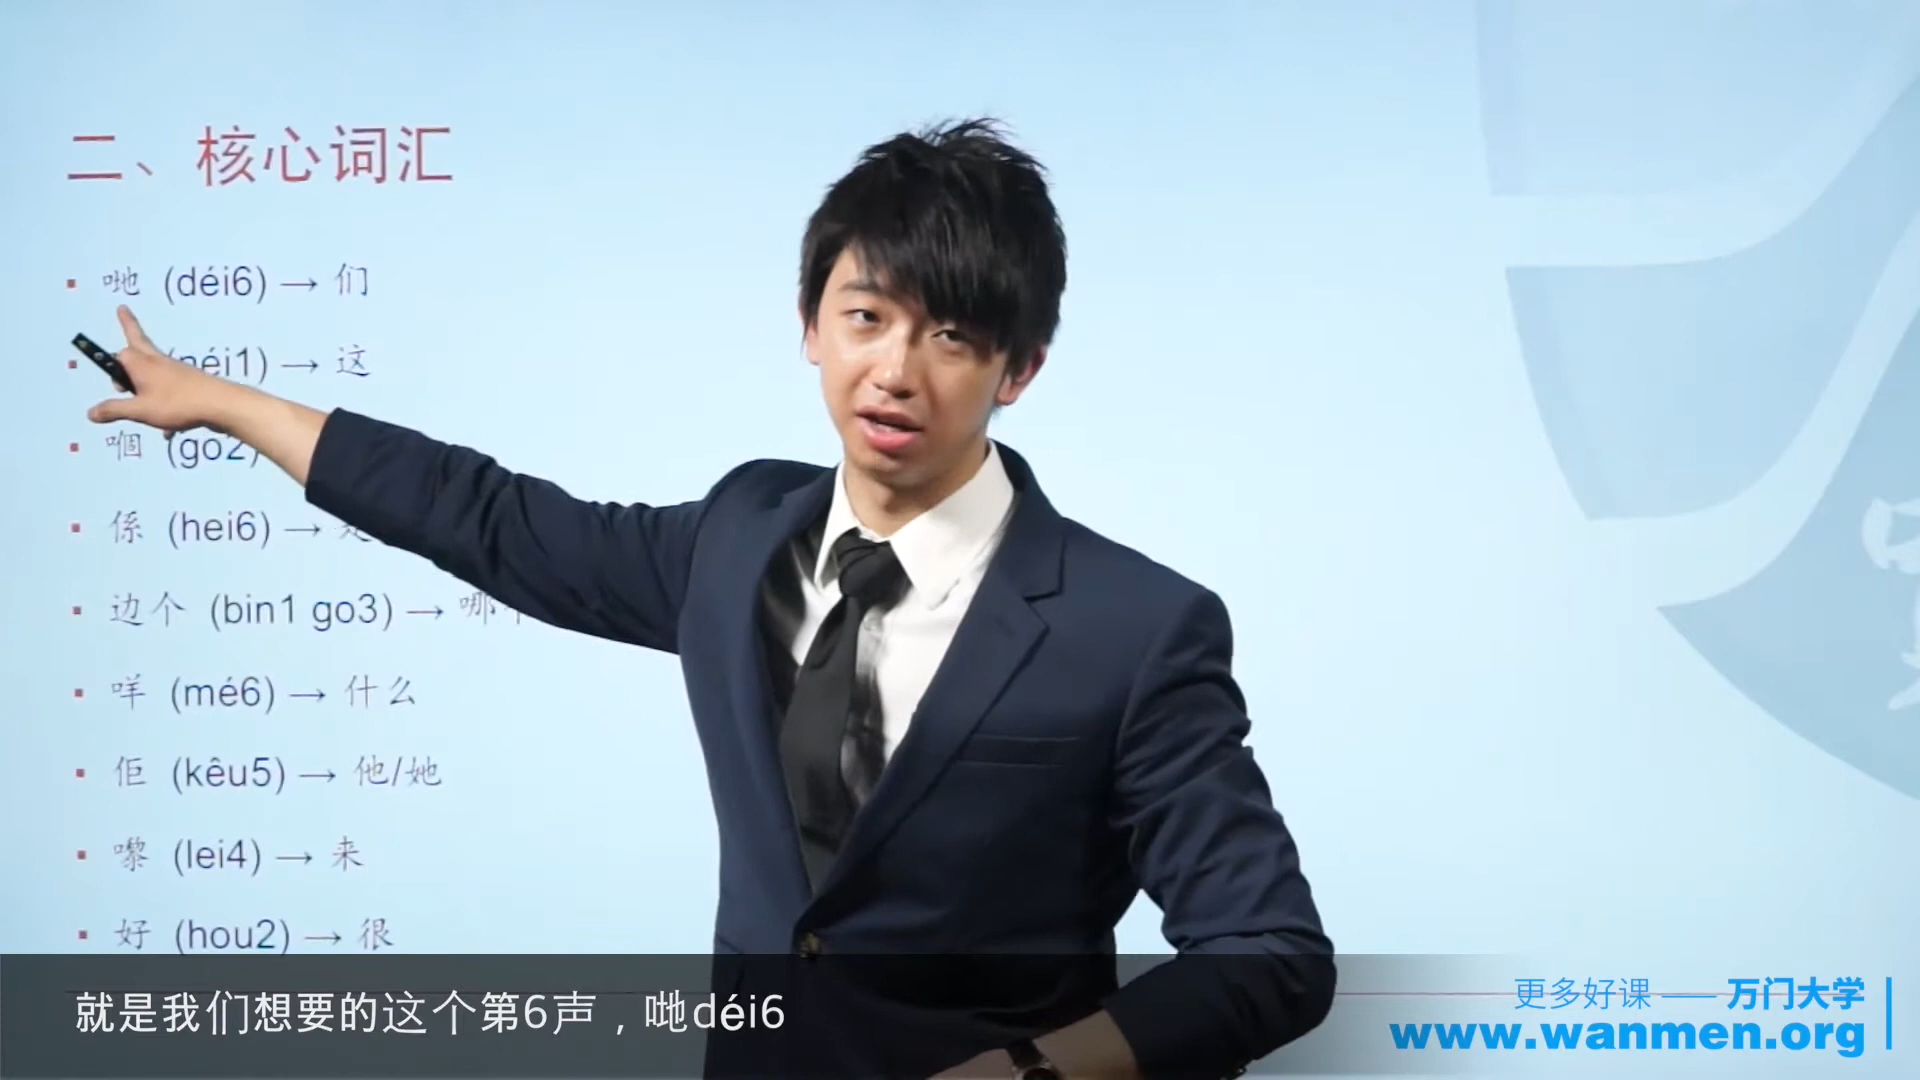 二、核心词汇
▪ 哋 (déi6) → 们
▪ (néi1) → 这
▪ 嗰 (go2)
▪ 係 (hei6) → 是
▪ 边个 (bin1 go3) → 哪个
▪ 咩 (mé6) → 什么
▪ 佢 (kêu5) → 他/她
▪ 嚟 (lei4) → 来
▪ 好 (hou2) → 很
就是我们想要的这个第6声，哋déi6
更多好课 —— 万门大学
www.wanmen.org